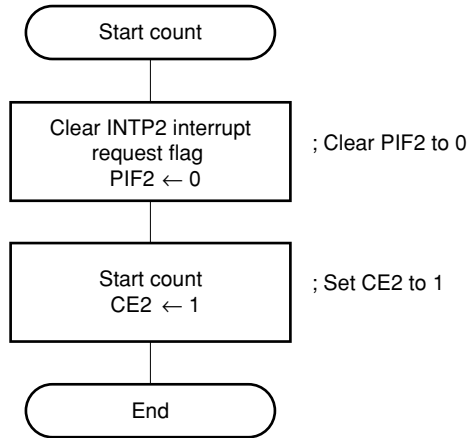 Start count
Clear INTP2 interrupt
request flag
PIF2 ← 0
; Clear PIF2 to 0
Start count
CE2 ← 1
; Set CE2 to 1
End